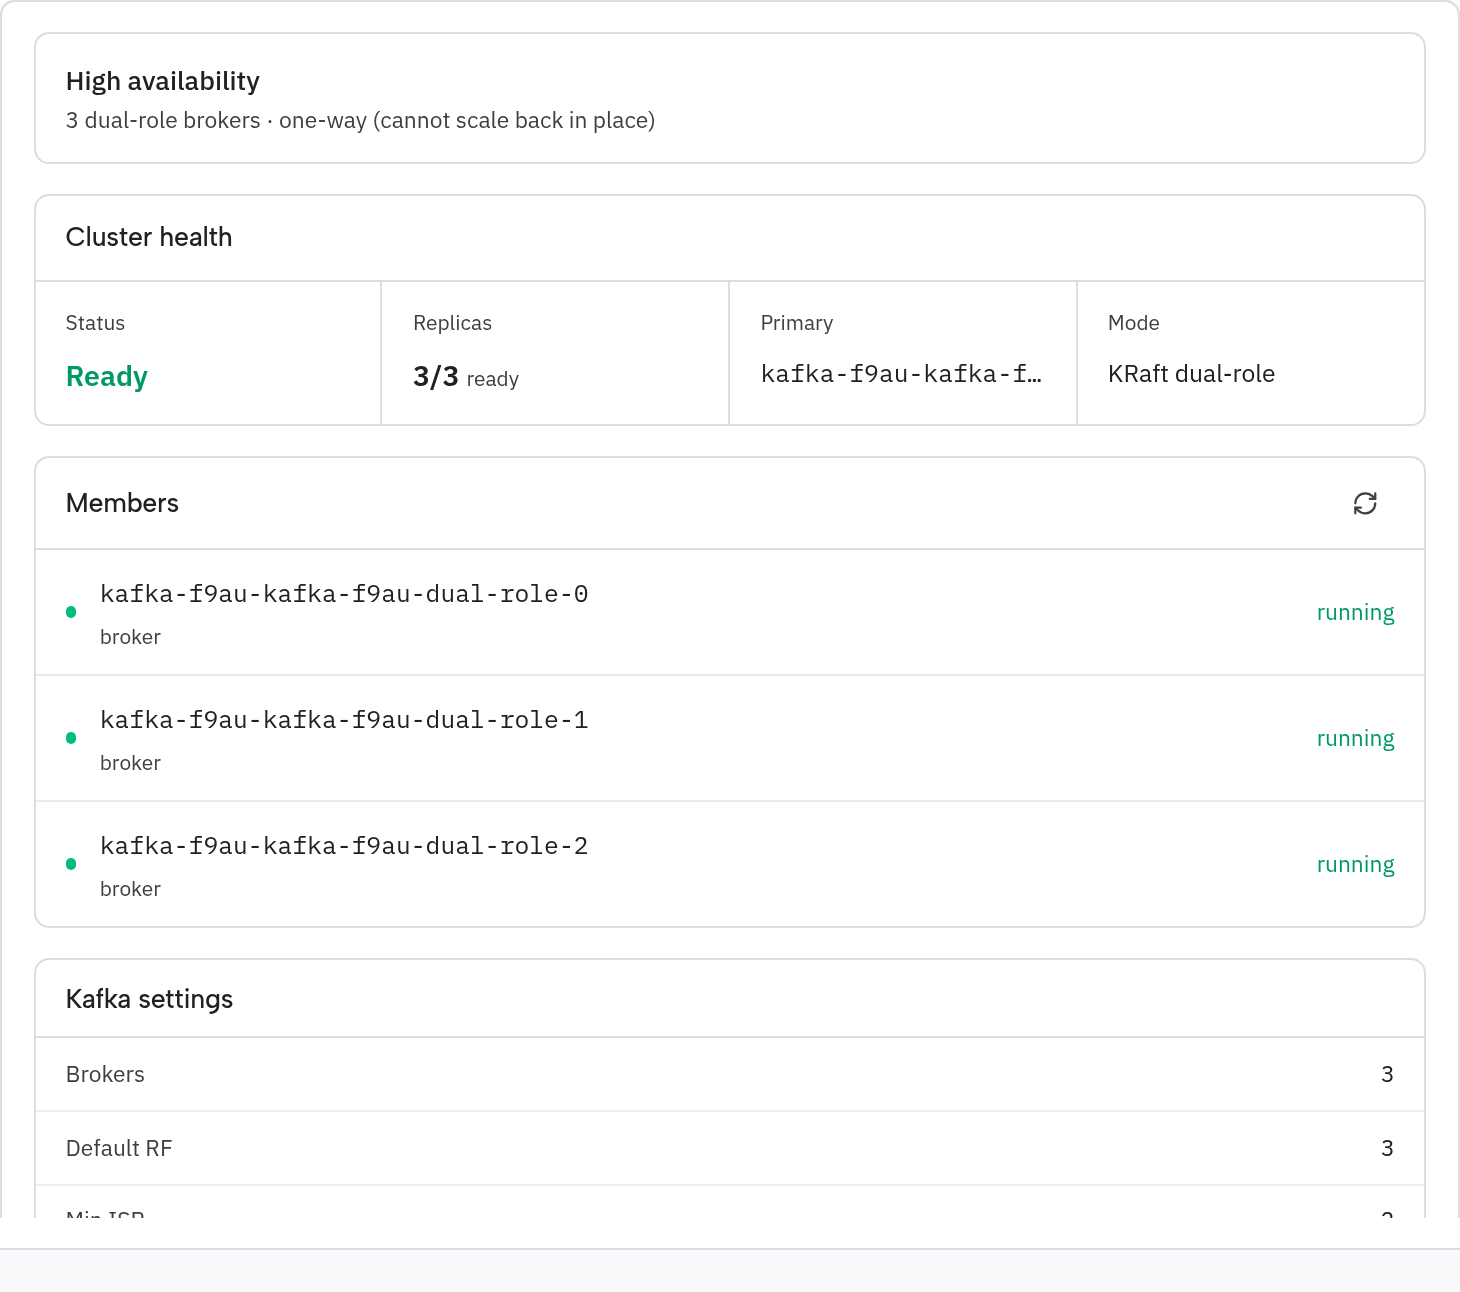 High availability
3 dual-role brokers · one-way (cannot scale back in place)
Cluster health
Status
Ready
Replicas
3/3 ready
Primary
kafka-f9au-kafka-f…
Mode
KRaft dual-role
Members
kafka-f9au-kafka-f9au-dual-role-0
broker
running
kafka-f9au-kafka-f9au-dual-role-1
broker
running
kafka-f9au-kafka-f9au-dual-role-2
broker
running
Kafka settings
Brokers 3
Default RF 3
Min ISR